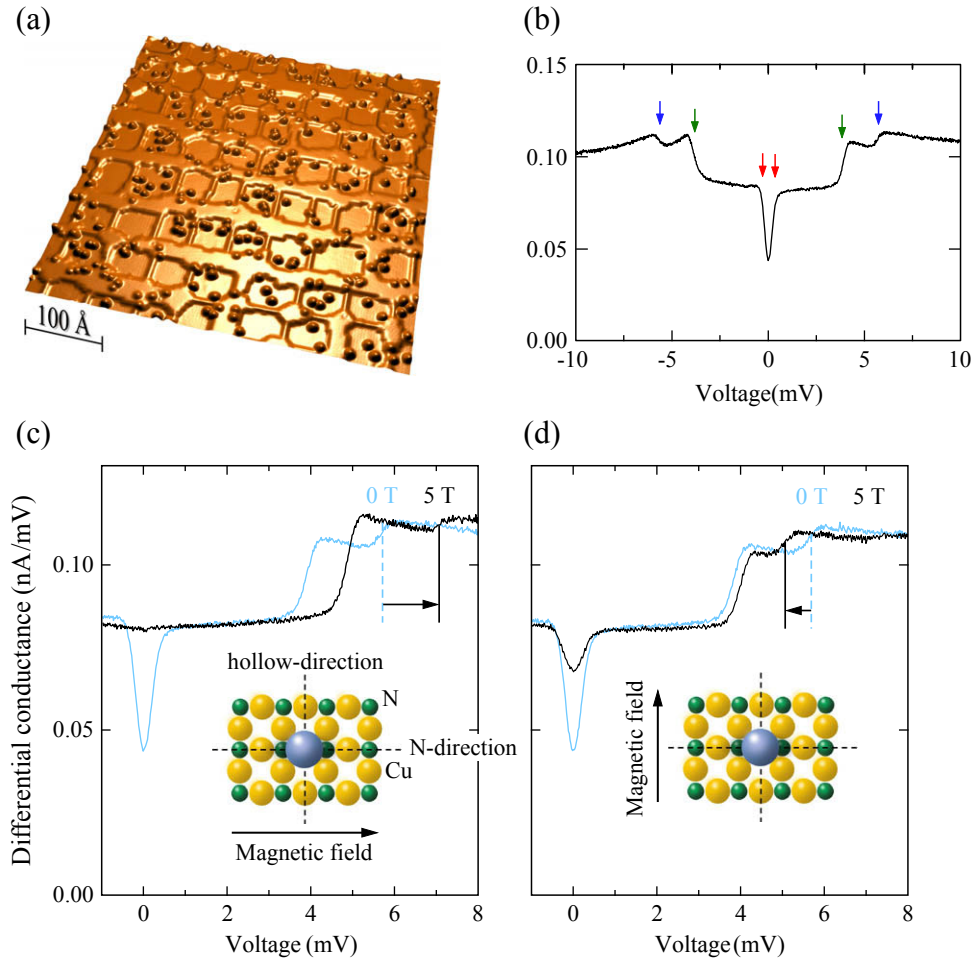 (a)
100 Å
(b)
0.15
0.10
0.05
0.00
-10
-5
0
5
10
Voltage(mV)
(c)
0 T
5 T
0.10
0.05
0.00
Differential conductance (nA/mV)
hollow-direction
N
N-direction
Cu
Magnetic field
0
2
4
6
8
Voltage (mV)
(d)
0 T
5 T
Magnetic field
0
2
4
6
8
Voltage (mV)